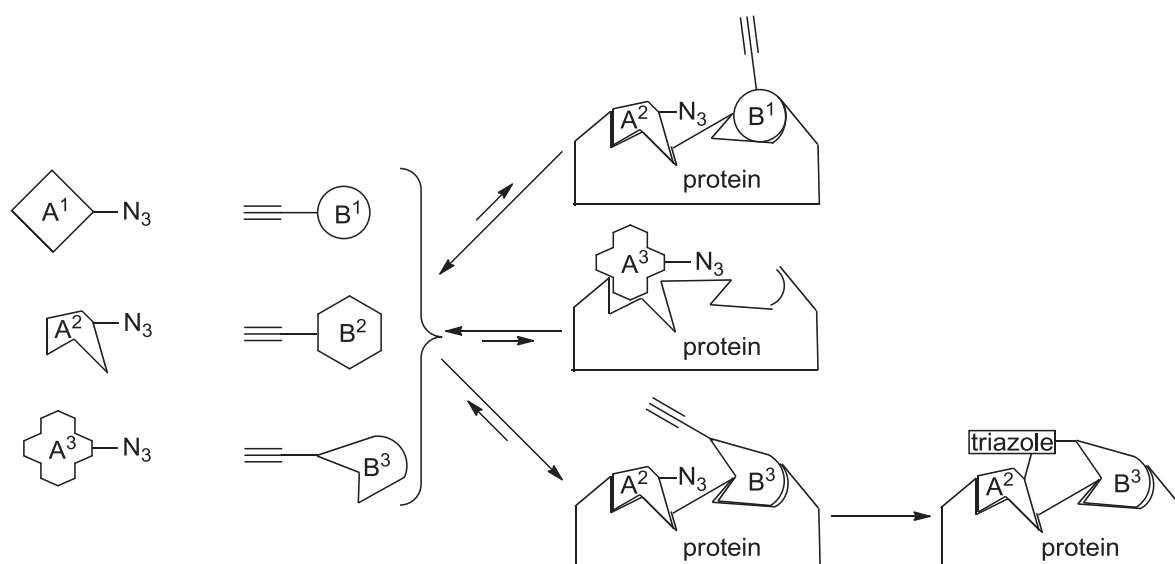 A² N₃ B¹
protein
A¹ N₃ B¹
A³ N₃
A² N₃ B²
protein
A³ N₃ B³
triazole
A² N₃ B³ A² B³
protein protein